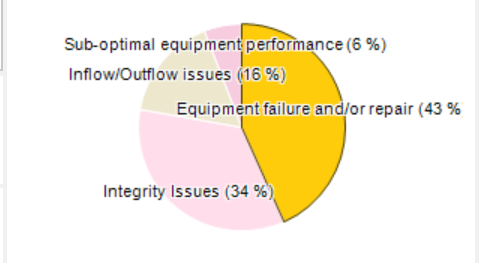 Sub-optimal equipment performance (6 %)
Inflow/Outflow issues (16 %)
Equipment failure and/or repair (43 %
Integrity Issues (34 %)